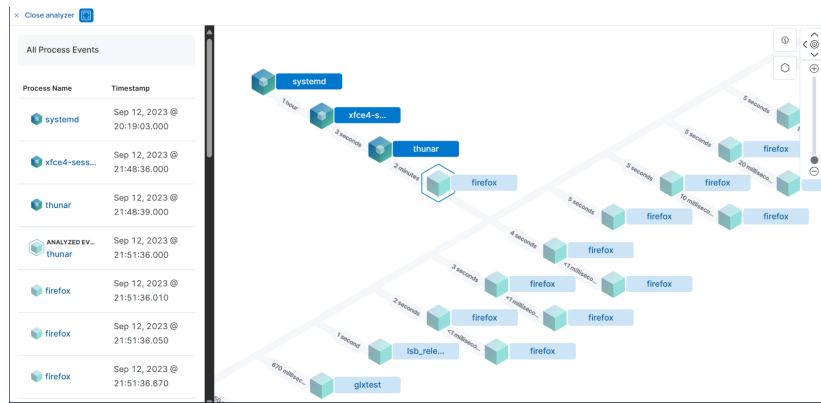 × Close analyzer
All Process Events
Process Name Timestamp
systemd Sep 12, 2023 @ 20:19:03.000
xfce4-sess... Sep 12, 2023 @ 21:48:36.000
thunar Sep 12, 2023 @ 21:48:39.000
ANALYZED EV... thunar Sep 12, 2023 @ 21:51:36.000
firefox Sep 12, 2023 @ 21:51:36.010
firefox Sep 12, 2023 @ 21:51:36.050
firefox Sep 12, 2023 @ 21:51:36.670
systemd
1 hour
xfce4-s...
3 seconds
thunar
2 minutes
firefox
5 seconds
5 seconds
firefox
20 milliseco...
5 seconds
firefox
10 milliseco...
firefox
5 seconds
firefox
4 seconds
firefox
<1 milliseco...
firefox
3 seconds
firefox
<1 milliseco...
firefox
2 seconds
firefox
<1 milliseco...
firefox
1 second
lsb_rele...
670 millisec...
glxtest